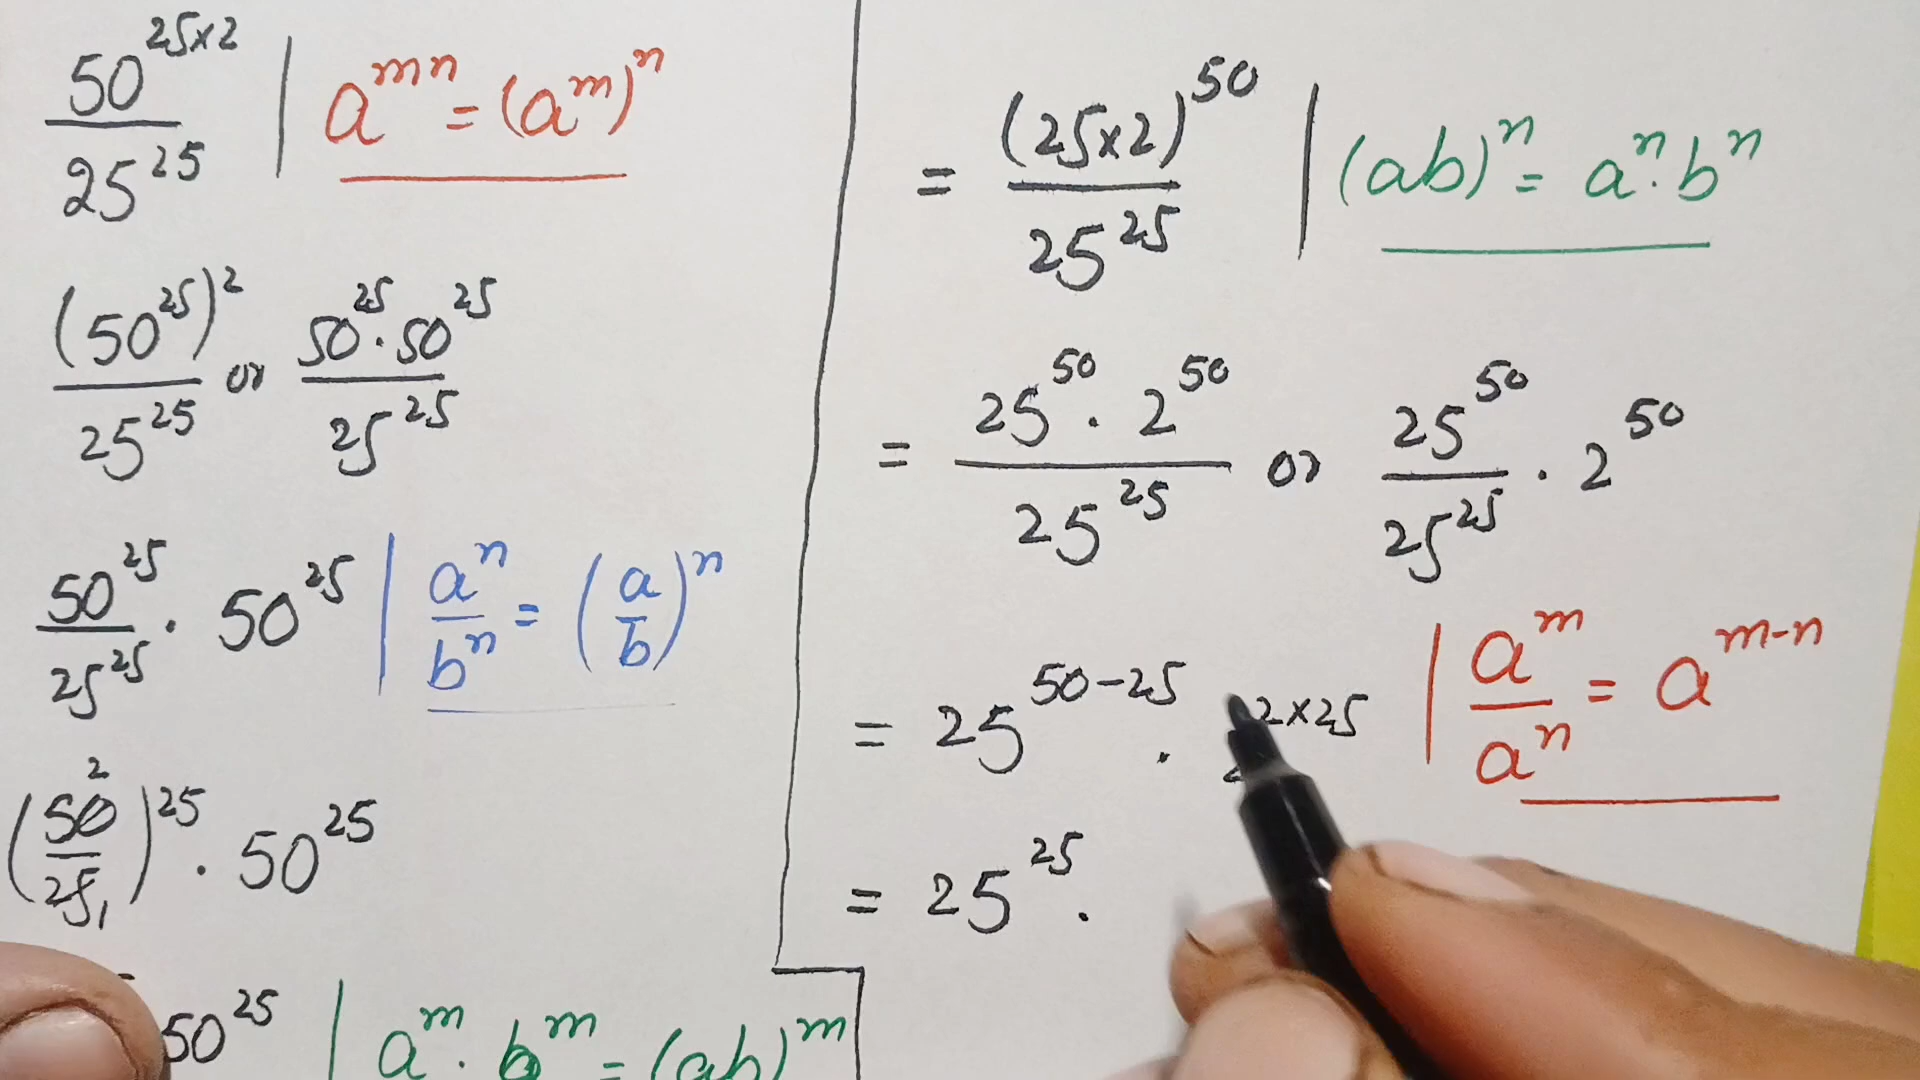 50^{25×2} / 25^{25} | a^{mn} = (a^m)^n
(50^{25})^2 / 25^{25} or 50^{25} · 50^{25} / 25^{25}
50^{25} / 25^{25} · 50^{25} | a^n / b^n = (a/b)^n
(50/25)^{25} · 50^{25}
2
1
50^{25} | a^m · b^m = (ab)^m
= (25×2)^{50} / 25^{25} | (ab)^n = a^n · b^n
= 25^{50} · 2^{50} / 25^{25} or 25^{50} / 25^{25} · 2^{50}
= 25^{50-25} · ^{2×25} | a^m / a^n = a^{m-n}
= 25^{25} ·